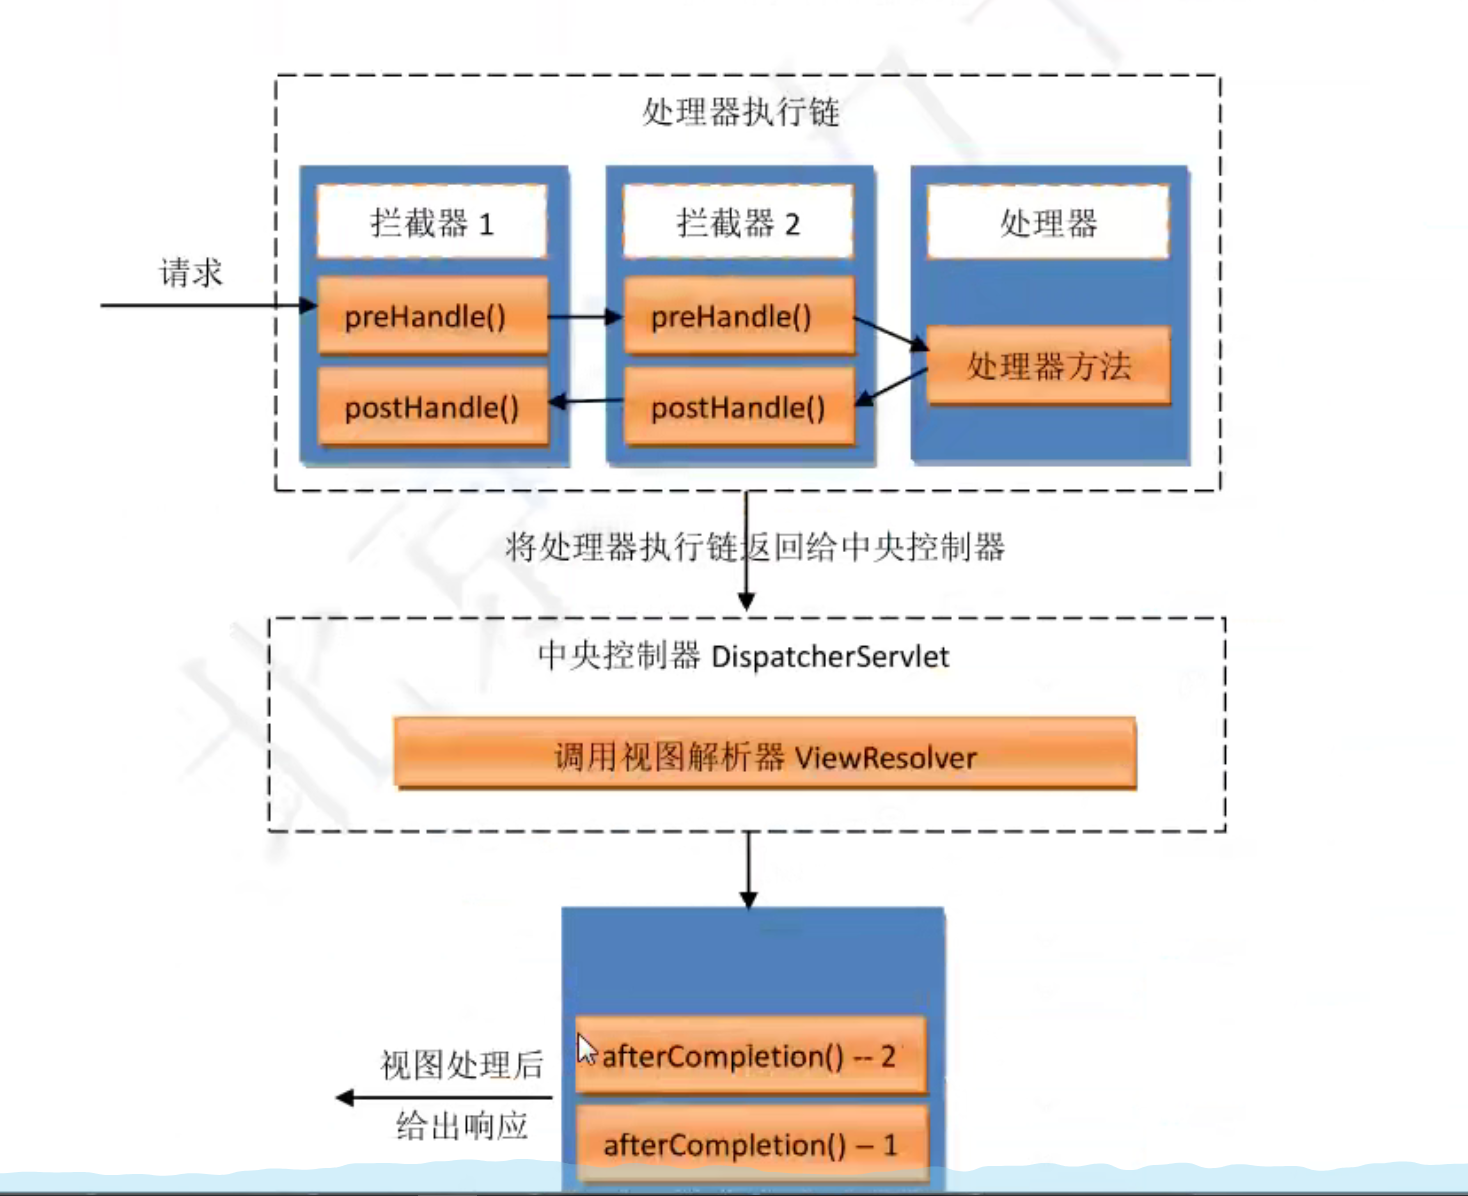 处理器执行链
拦截器 1
拦截器 2
处理器
请求
preHandle()
preHandle()
处理器方法
postHandle()
postHandle()
将处理器执行链返回给中央控制器
中央控制器 DispatcherServlet
调用视图解析器 ViewResolver
afterCompletion() -- 2
视图处理后
给出响应
afterCompletion() – 1